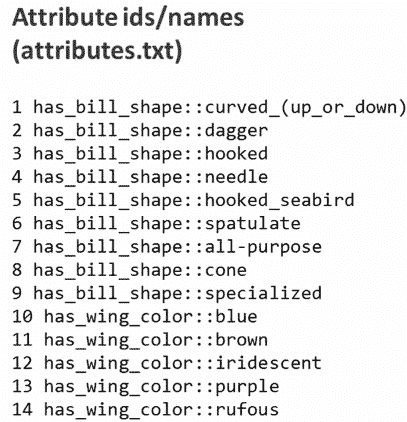 Attribute ids/names
(attributes.txt)
1 has_bill_shape::curved_(up_or_down)
2 has_bill_shape::dagger
3 has_bill_shape::hooked
4 has_bill_shape::needle
5 has_bill_shape::hooked_seabird
6 has_bill_shape::spatulate
7 has_bill_shape::all-purpose
8 has_bill_shape::cone
9 has_bill_shape::specialized
10 has_wing_color::blue
11 has_wing_color::brown
12 has_wing_color::iridescent
13 has_wing_color::purple
14 has_wing_color::rufous